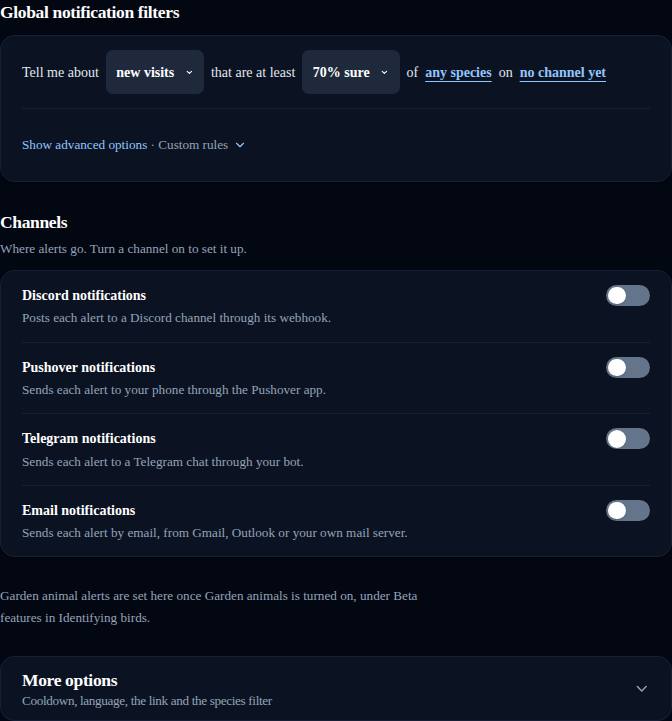 Global notification filters
Tell me about new visits that are at least 70% sure of any species on no channel yet
Show advanced options · Custom rules
Channels
Where alerts go. Turn a channel on to set it up.
Discord notifications
Posts each alert to a Discord channel through its webhook.
Pushover notifications
Sends each alert to your phone through the Pushover app.
Telegram notifications
Sends each alert to a Telegram chat through your bot.
Email notifications
Sends each alert by email, from Gmail, Outlook or your own mail server.
Garden animal alerts are set here once Garden animals is turned on, under Beta
features in Identifying birds.
More options
Cooldown, language, the link and the species filter